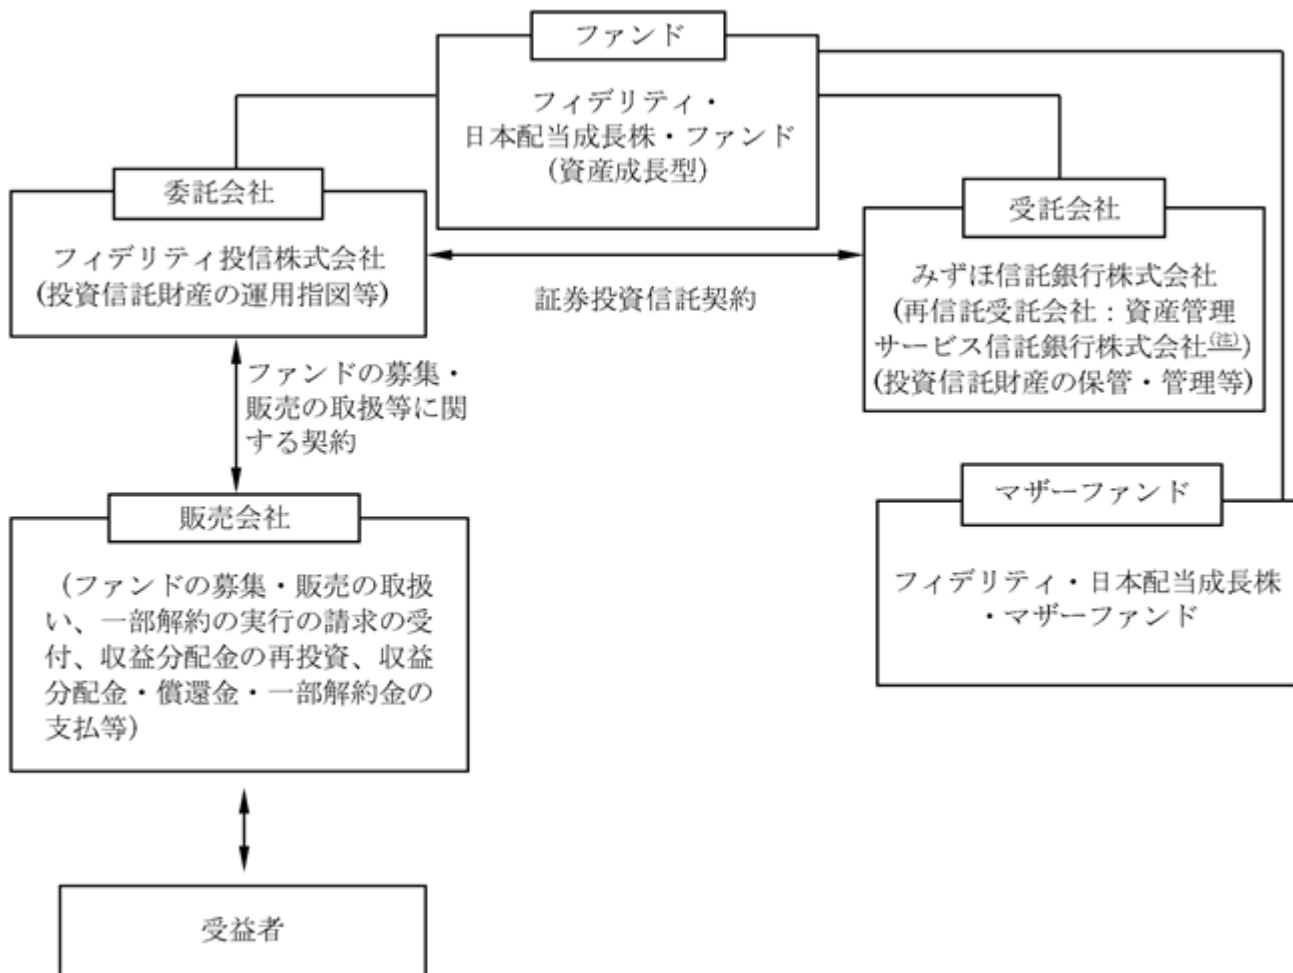 ファンド
フィデリティ・
日本配当成長株・ファンド
(資産成長型)
委託会社
フィデリティ投信株式会社
(投資信託財産の運用指図等)
証券投資信託契約
受託会社
みずほ信託銀行株式会社
(再信託受託会社：資産管理
サービス信託銀行株式会社(注))
(投資信託財産の保管・管理等)
ファンドの募集・
販売の取扱等に関
する契約
マザーファンド
フィデリティ・日本配当成長株
・マザーファンド
販売会社
(ファンドの募集・販売の取扱
い、一部解約の実行の請求の受
付、収益分配金の再投資、収益
分配金・償還金・一部解約金の
支払等)
受益者